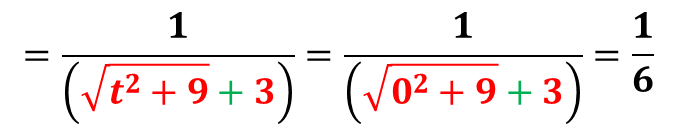 = 1/(√(t² + 9) + 3) = 1/(√(0² + 9) + 3) = 1/6